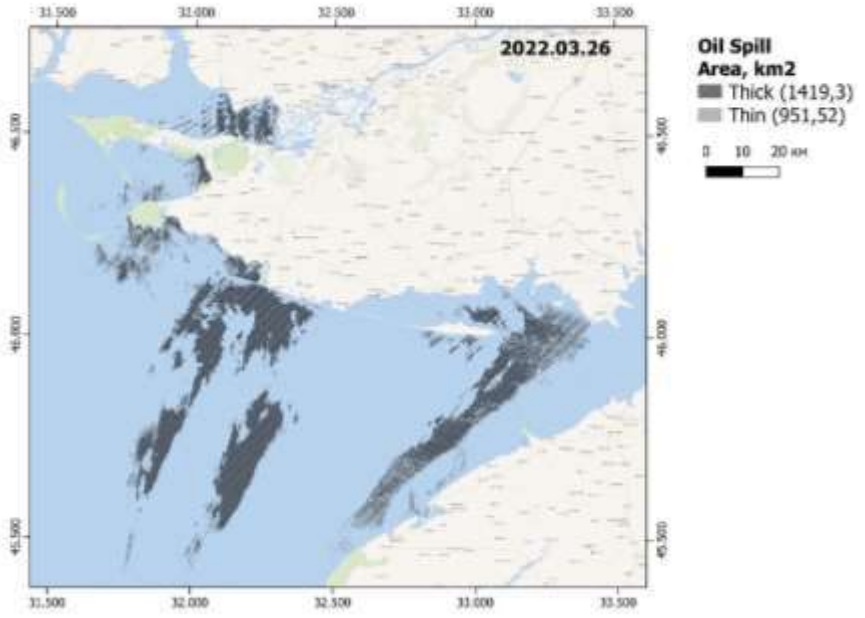 31.500 32.000 32.500 33.000 33.500
2022.03.26
Oil Spill
Area, km2
Thick (1419,3)
Thin (951,52)
0 10 20 км
46.500 46.500
46.000 46.000
45.500 45.500
31.500 32.000 32.500 33.000 33.500